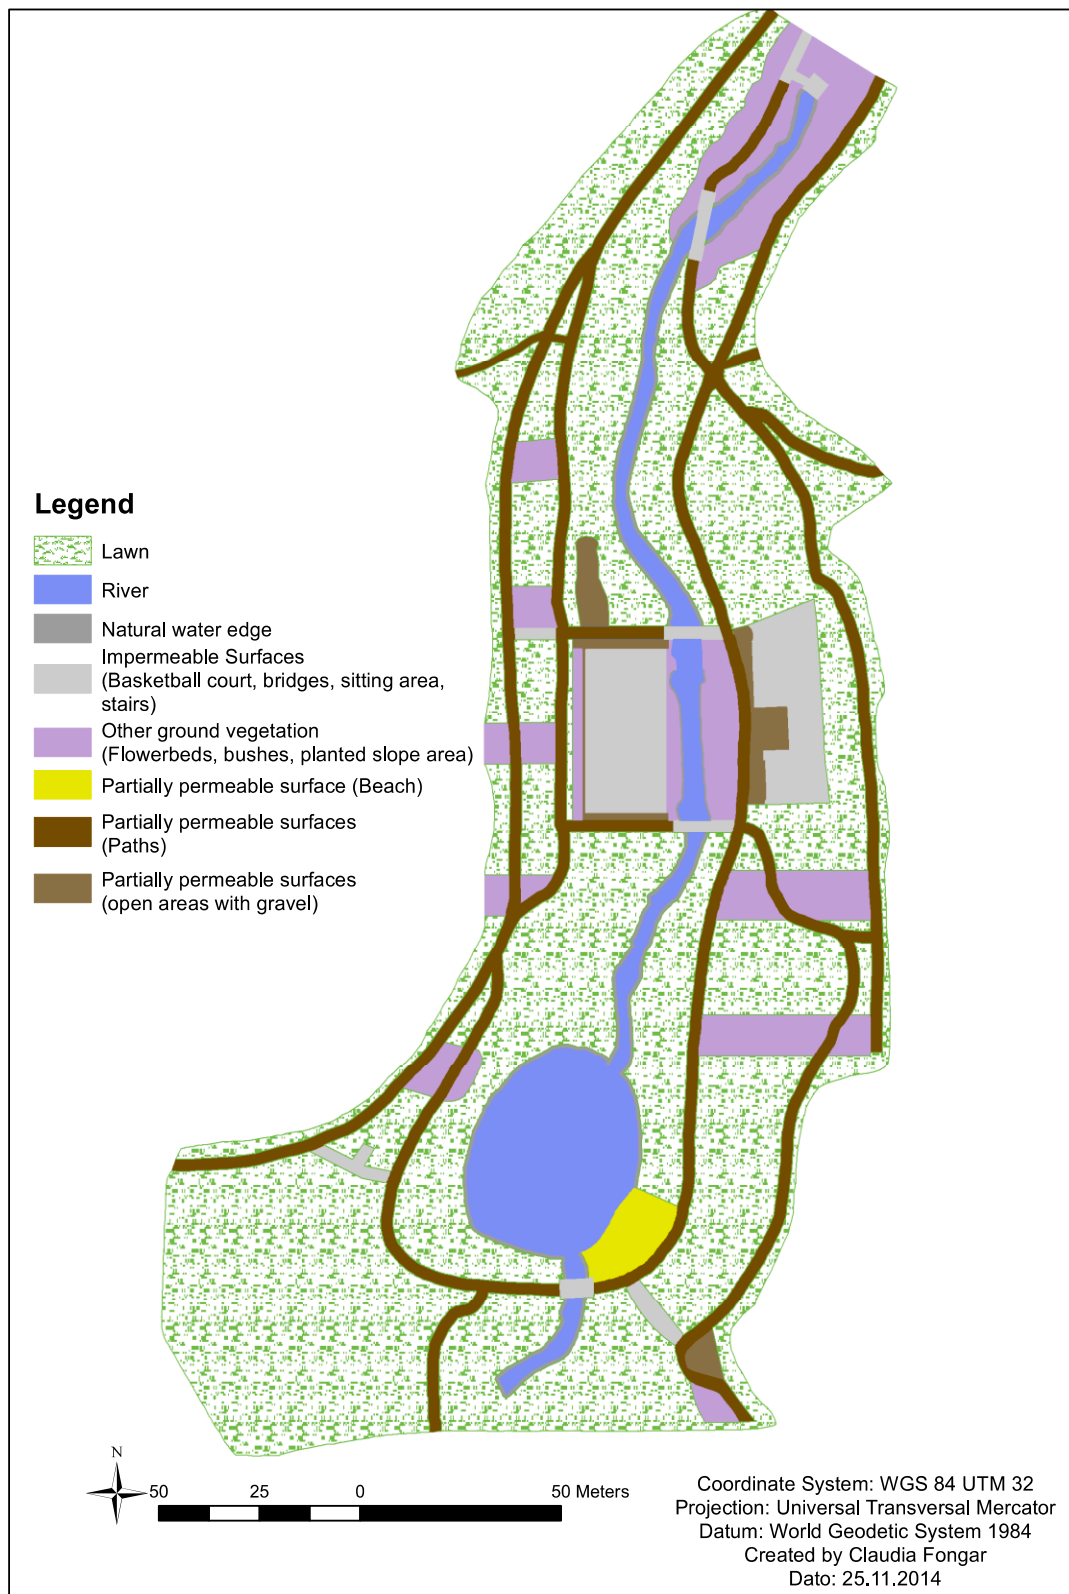 Legend
Lawn
River
Natural water edge
Impermeable Surfaces
(Basketball court, bridges, sitting area,
stairs)
Other ground vegetation
(Flowerbeds, bushes, planted slope area)
Partially permeable surface (Beach)
Partially permeable surfaces
(Paths)
Partially permeable surfaces
(open areas with gravel)
N
50 25 0 50 Meters
Coordinate System: WGS 84 UTM 32
Projection: Universal Transversal Mercator
Datum: World Geodetic System 1984
Created by Claudia Fongar
Dato: 25.11.2014